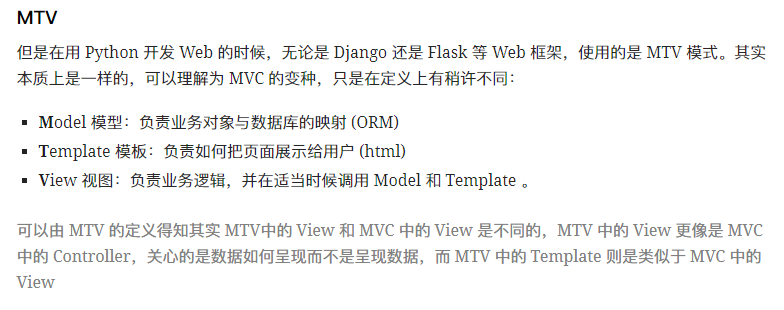 MTV
但是在用 Python 开发 Web 的时候，无论是 Django 还是 Flask 等 Web 框架，使用的是 MTV 模式。其实
本质上是一样的，可以理解为 MVC 的变种，只是在定义上有稍许不同：
Model 模型：负责业务对象与数据库的映射 (ORM)
Template 模板：负责如何把页面展示给用户 (html)
View 视图：负责业务逻辑，并在适当时候调用 Model 和 Template 。
可以由 MTV 的定义得知其实 MTV中的 View 和 MVC 中的 View 是不同的，MTV 中的 View 更像是 MVC
中的 Controller，关心的是数据如何呈现而不是呈现数据，而 MTV 中的 Template 则是类似于 MVC 中的
View